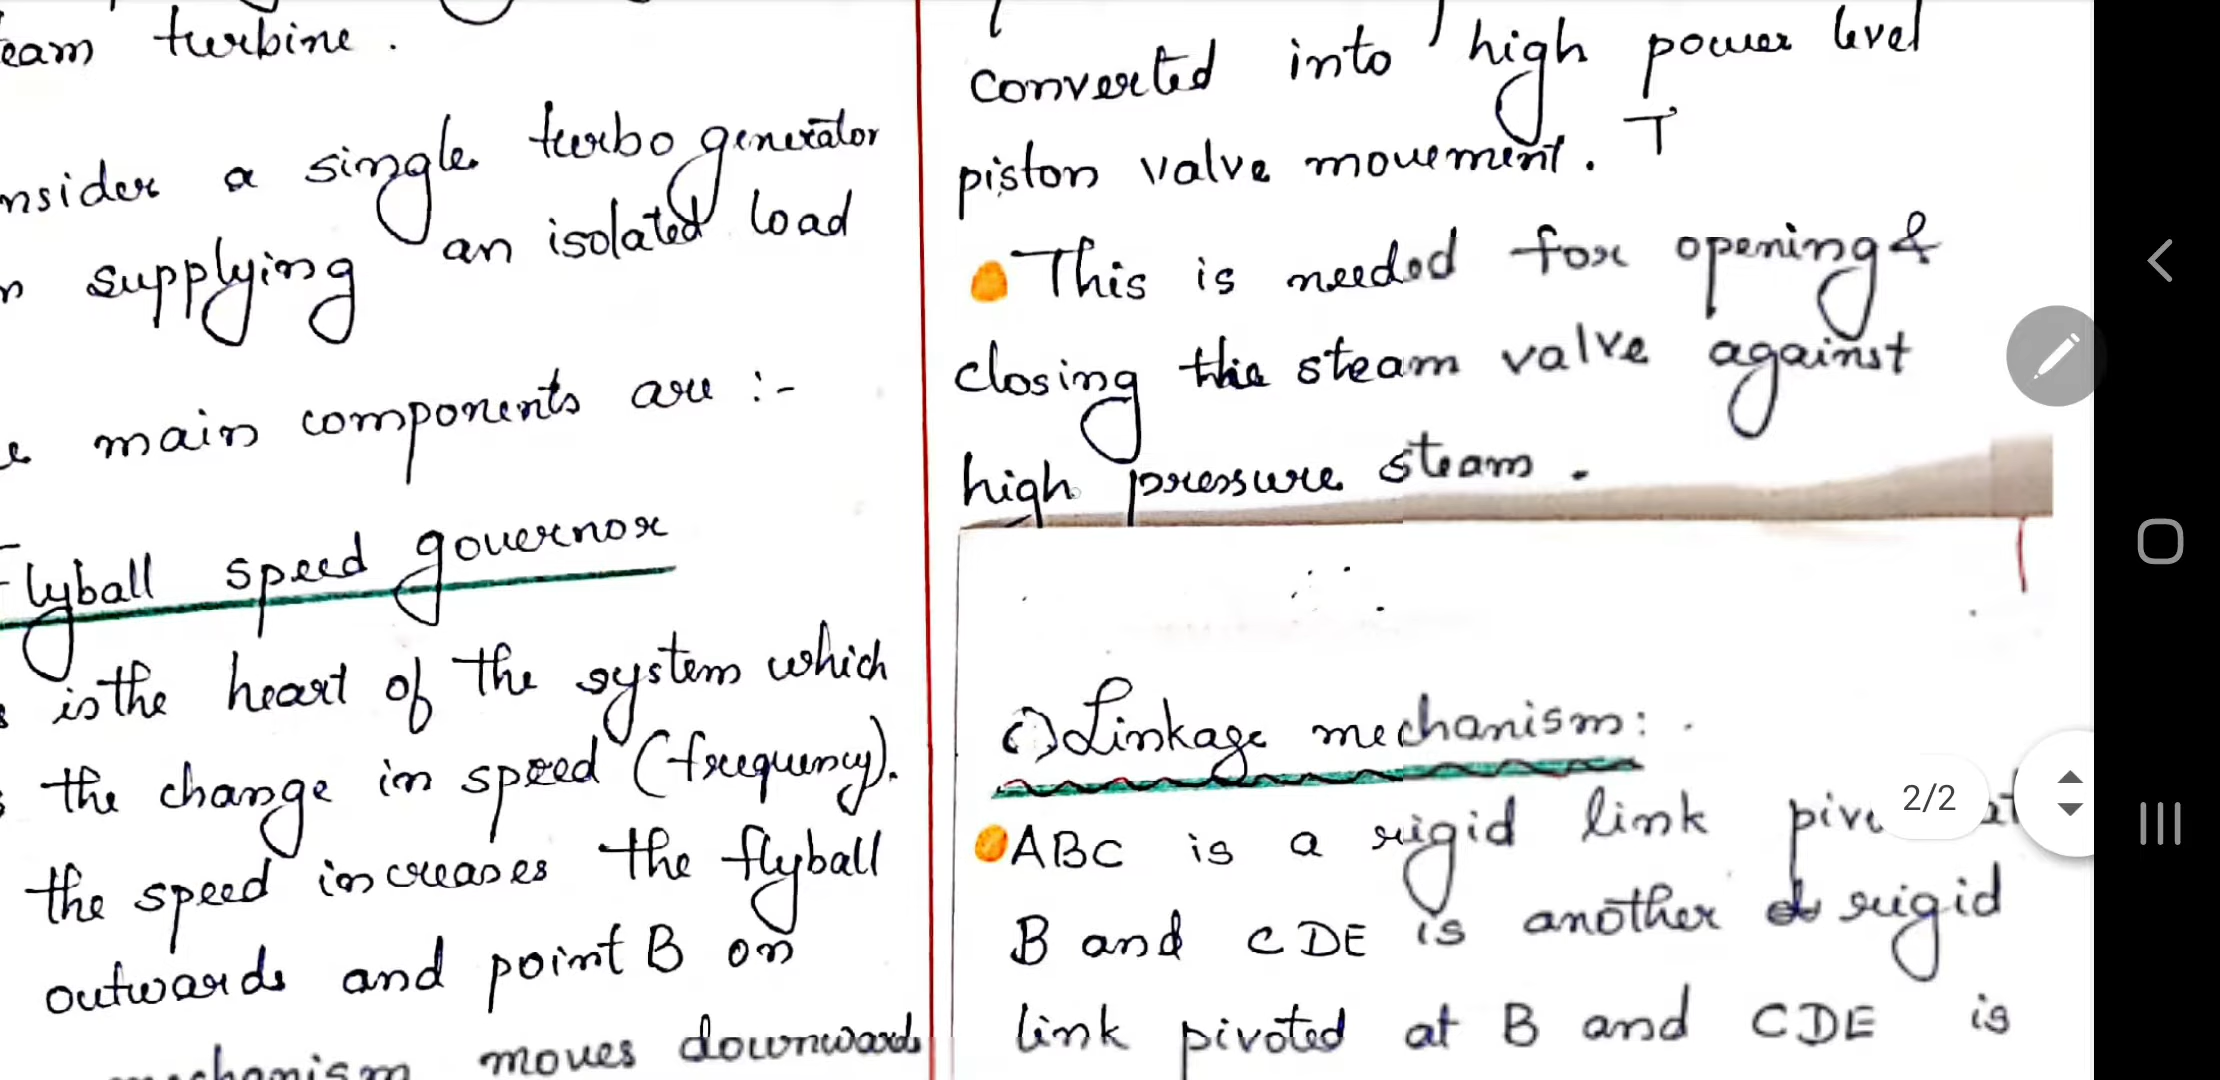 eam turbine.
nsider a single turbo generator
n supplying an isolated load
e main components are :-
Flyball speed governor
s is the heart of the system which
s the change in speed (frequency).
the speed increases the flyball
outwards and point B on
mechanism moves downwards
converted into high power level
piston valve movement. T
This is needed for opening &
closing the steam valve against
high pressure steam.
c) Linkage mechanism:
ABC is a rigid link piv at
B and CDE is another rigid
link pivoted at B and CDE is
2/2